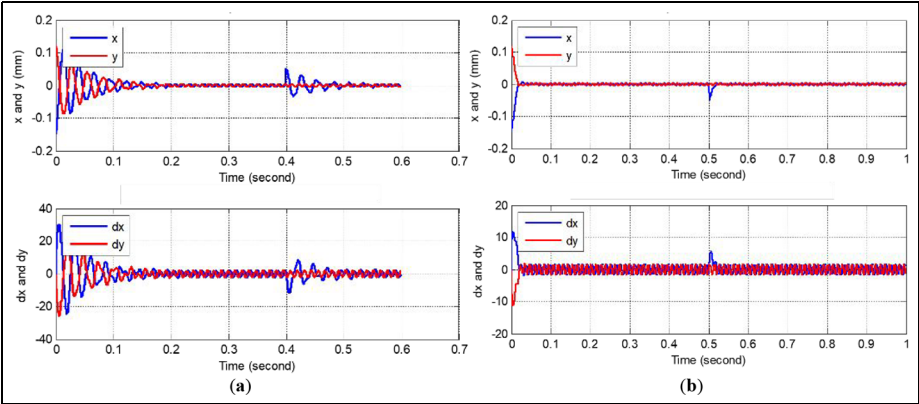 0.2
0.1
0
-0.1
-0.2
x and y (mm)
x
y
0 0.1 0.2 0.3 0.4 0.5 0.6 0.7
Time (second)
40
20
0
-20
-40
dx and dy
dx
dy
0 0.1 0.2 0.3 0.4 0.5 0.6 0.7
Time (second)
(a)
0.2
0.1
0
-0.1
-0.2
x and y (mm)
x
y
0 0.1 0.2 0.3 0.4 0.5 0.6 0.7 0.8 0.9 1
Time (second)
20
10
0
-10
-20
dx and dy
dx
dy
0 0.1 0.2 0.3 0.4 0.5 0.6 0.7 0.8 0.9 1
Time (second)
(b)